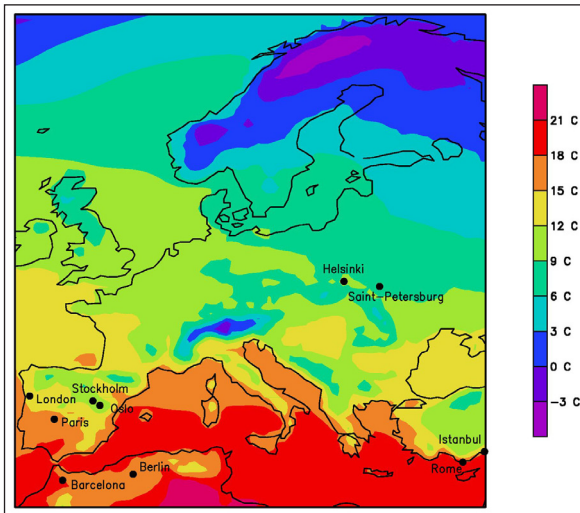 Helsinki
Saint-Petersburg
Stockholm
London
Oslo
Paris
Istanbul
Rome
Berlin
Barcelona
21 C
18 C
15 C
12 C
9 C
6 C
3 C
0 C
-3 C